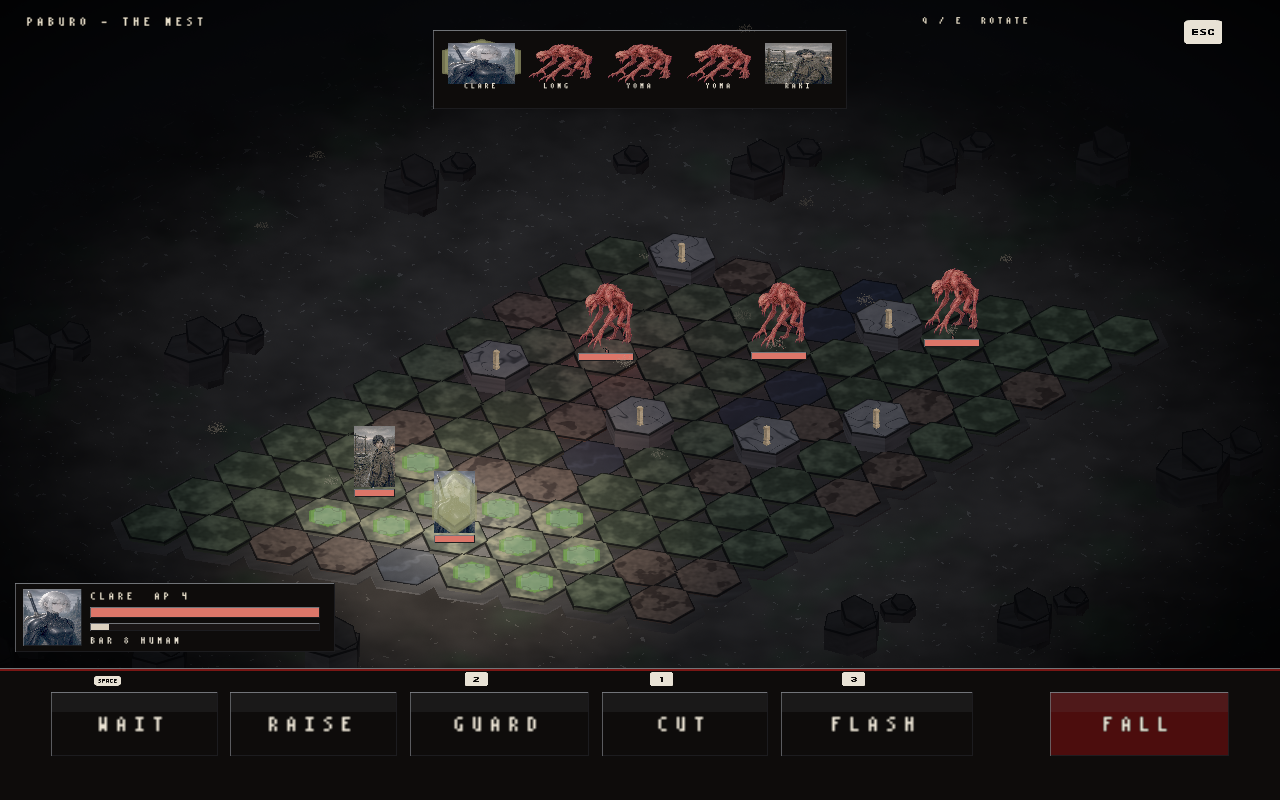 PABURO - THE NEST
Q / E ROTATE
ESC
CLARE
LONG
YOMA
YOMA
RAKI
CLARE AP 4
BAR 8 HUMAN
SPACE
2
1
3
WAIT
RAISE
GUARD
CUT
FLASH
FALL